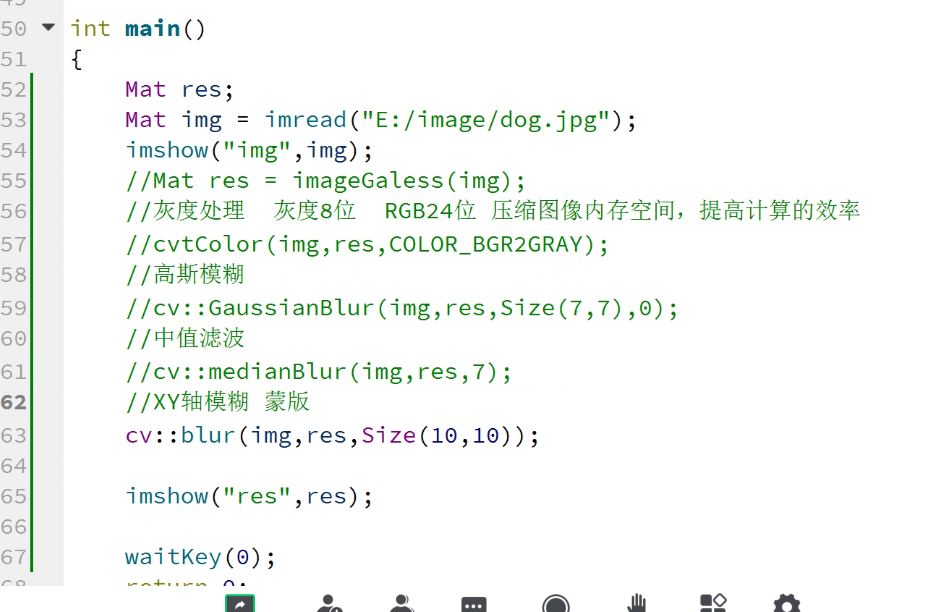 50 int main()
51 {
52 Mat res;
53 Mat img = imread("E:/image/dog.jpg");
54 imshow("img",img);
55 //Mat res = imageGaless(img);
56 //灰度处理  灰度8位  RGB24位 压缩图像内存空间，提高计算的效率
57 //cvtColor(img,res,COLOR_BGR2GRAY);
58 //高斯模糊
59 //cv::GaussianBlur(img,res,Size(7,7),0);
60 //中值滤波
61 //cv::medianBlur(img,res,7);
62 //XY轴模糊 蒙版
63 cv::blur(img,res,Size(10,10));
64
65 imshow("res",res);
66
67 waitKey(0);
68 return 0;